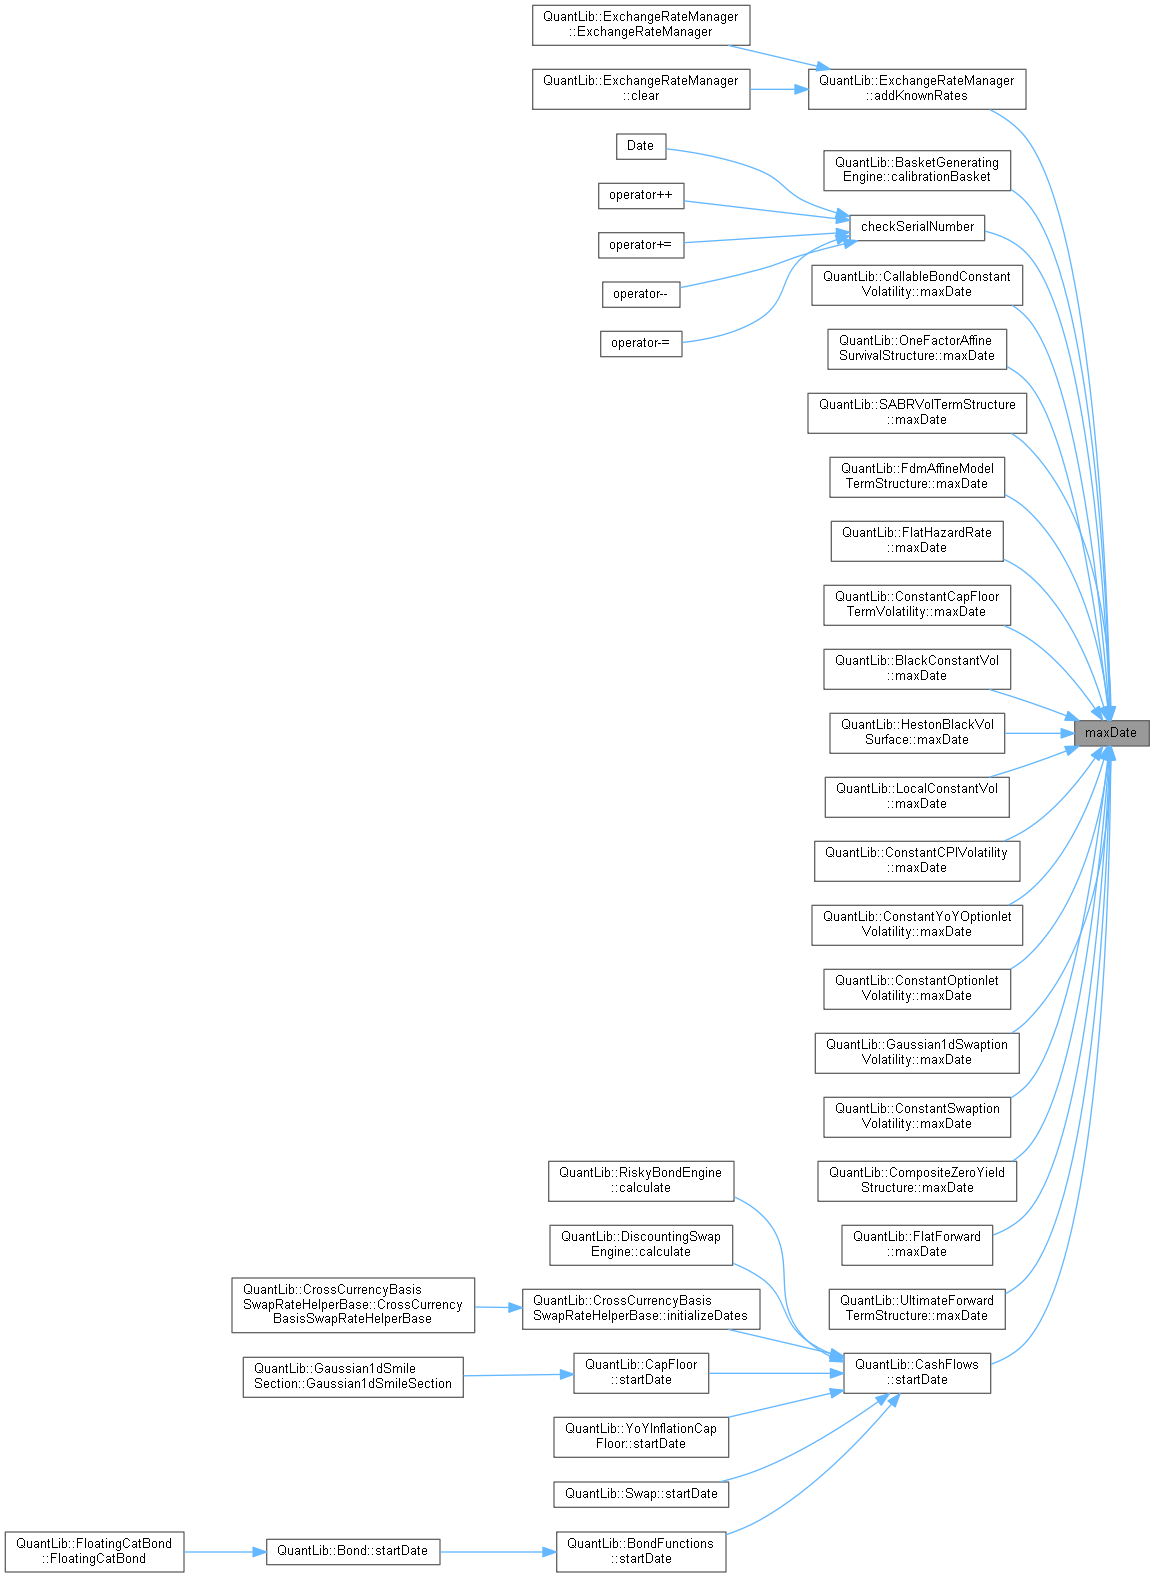 QuantLib::ExchangeRateManager
::ExchangeRateManager
QuantLib::ExchangeRateManager
::clear
QuantLib::ExchangeRateManager
::addKnownRates
Date
QuantLib::BasketGenerating
Engine::calibrationBasket
operator++
checkSerialNumber
operator+=
QuantLib::CallableBondConstant
Volatility::maxDate
operator--
operator-=
QuantLib::OneFactorAffine
SurvivalStructure::maxDate
QuantLib::SABRVolTermStructure
::maxDate
QuantLib::FdmAffineModel
TermStructure::maxDate
QuantLib::FlatHazardRate
::maxDate
QuantLib::ConstantCapFloor
TermVolatility::maxDate
QuantLib::BlackConstantVol
::maxDate
QuantLib::HestonBlackVol
Surface::maxDate
maxDate
QuantLib::LocalConstantVol
::maxDate
QuantLib::ConstantCPIVolatility
::maxDate
QuantLib::ConstantYoYOptionlet
Volatility::maxDate
QuantLib::ConstantOptionlet
Volatility::maxDate
QuantLib::Gaussian1dSwaption
Volatility::maxDate
QuantLib::ConstantSwaption
Volatility::maxDate
QuantLib::RiskyBondEngine
::calculate
QuantLib::CompositeZeroYield
Structure::maxDate
QuantLib::DiscountingSwap
Engine::calculate
QuantLib::FlatForward
::maxDate
QuantLib::CrossCurrencyBasis
SwapRateHelperBase::CrossCurrency
BasisSwapRateHelperBase
QuantLib::CrossCurrencyBasis
SwapRateHelperBase::initializeDates
QuantLib::UltimateForward
TermStructure::maxDate
QuantLib::Gaussian1dSmile
Section::Gaussian1dSmileSection
QuantLib::CapFloor
::startDate
QuantLib::CashFlows
::startDate
QuantLib::YoYInflationCap
Floor::startDate
QuantLib::Swap::startDate
QuantLib::FloatingCatBond
::FloatingCatBond
QuantLib::Bond::startDate
QuantLib::BondFunctions
::startDate